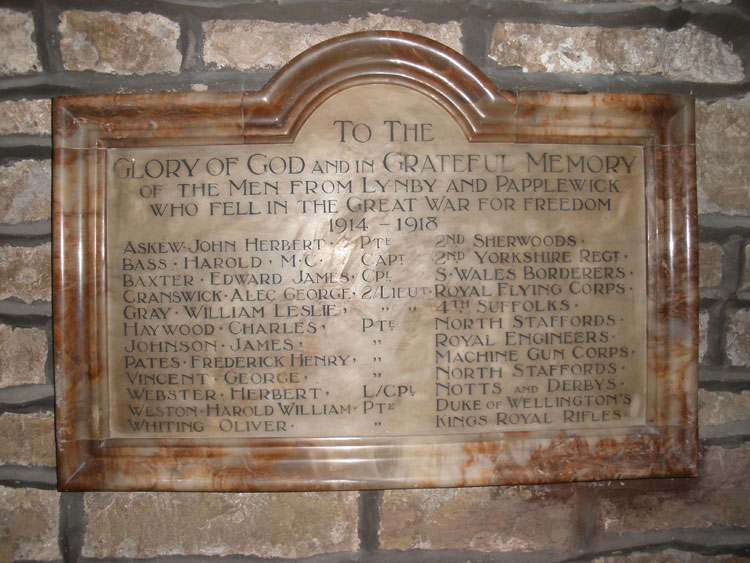 TO THE
GLORY OF GOD AND IN GRATEFUL MEMORY
OF THE MEN FROM LYNBY AND PAPPLEWICK
WHO FELL IN THE GREAT WAR FOR FREEDOM
1914 - 1918
ASKEW · JOHN HERBERT · PTE 2ND SHERWOODS ·
BASS · HAROLD · M · C · CAPT 2ND YORKSHIRE REGT ·
BAXTER · EDWARD JAMES · CPL S · WALES BORDERERS ·
CRANSWICK · ALEC GEORGE · 2/LIEUT · ROYAL FLYING CORPS ·
GRAY · WILLIAM LESLIE · " " 4TH SUFFOLKS ·
HAYWOOD · CHARLES · PTE NORTH STAFFORDS ·
JOHNSON · JAMES · " ROYAL ENGINEERS ·
PATES · FREDERICK HENRY · " MACHINE GUN CORPS ·
VINCENT · GEORGE · " NORTH STAFFORDS ·
WEBSTER · HERBERT · L/CPL NOTTS AND DERBYS ·
WESTON · HAROLD WILLIAM · PTE DUKE OF WELLINGTON'S
WHITING OLIVER · " KINGS ROYAL RIFLES ·